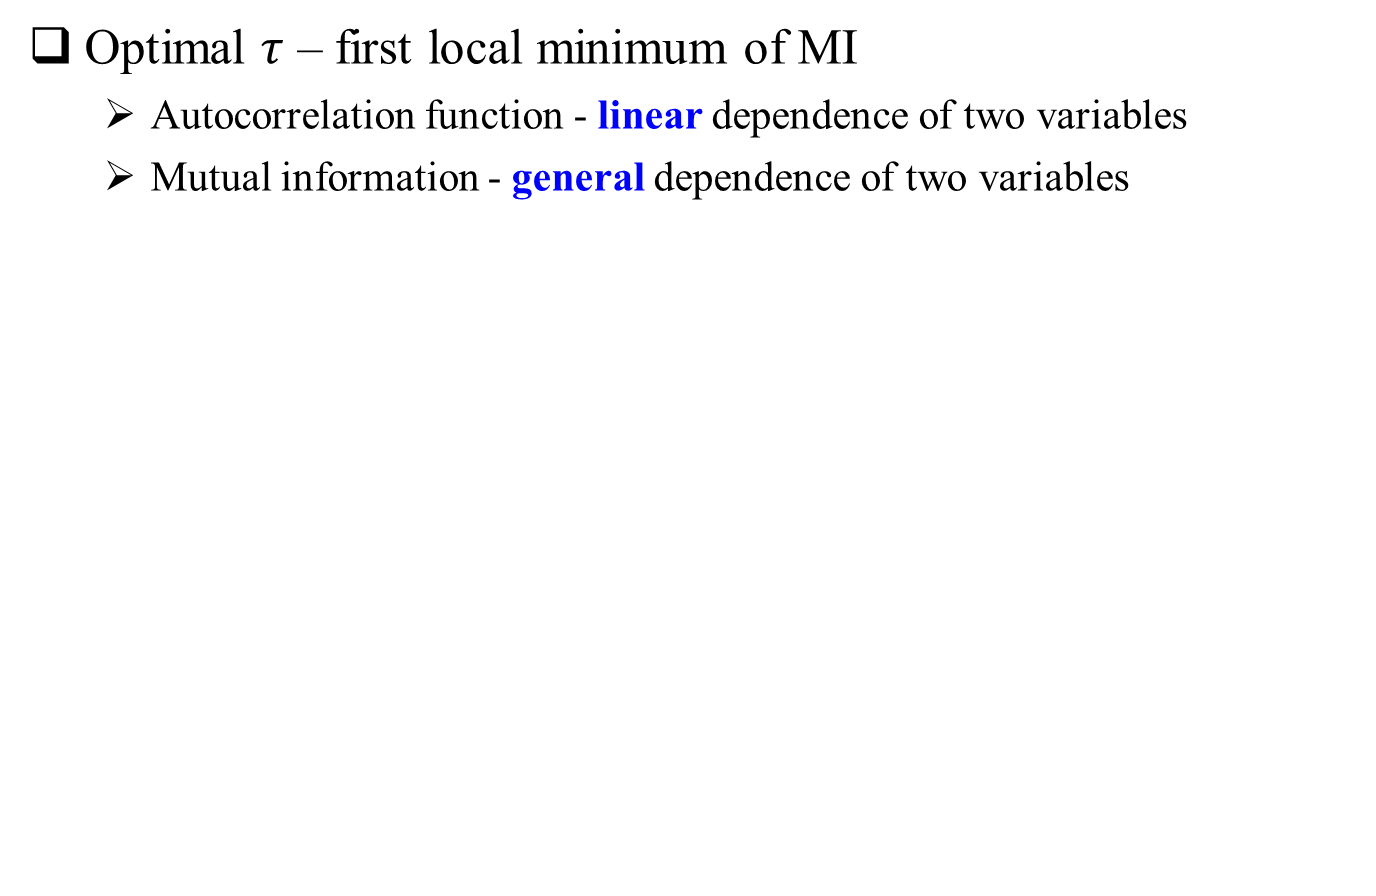 ❑ Optimal τ – first local minimum of MI
➢ Autocorrelation function - linear dependence of two variables
➢ Mutual information - general dependence of two variables